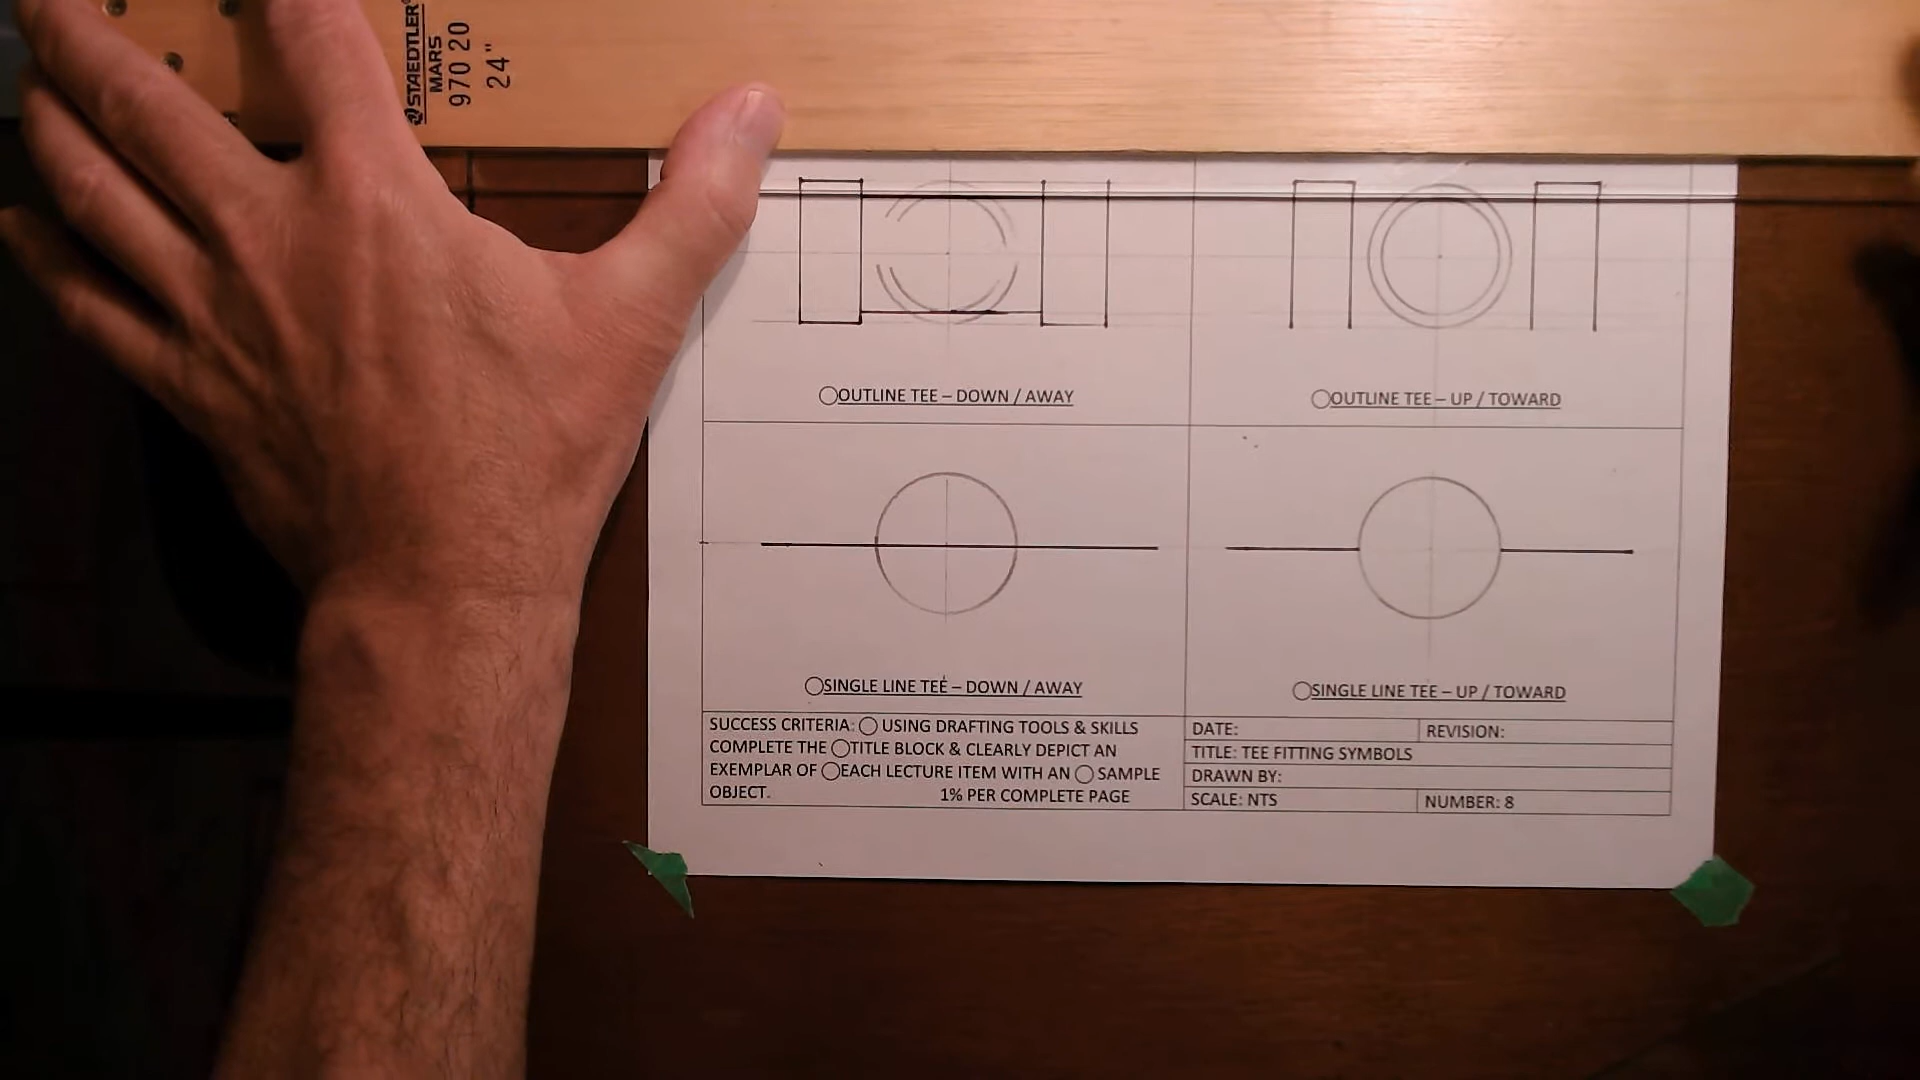 STAEDTLER
MARS
970 20
24"
OUTLINE TEE – DOWN / AWAY
OUTLINE TEE – UP / TOWARD
SINGLE LINE TEE – DOWN / AWAY
SINGLE LINE TEE – UP / TOWARD
SUCCESS CRITERIA: ◯ USING DRAFTING TOOLS & SKILLS
COMPLETE THE ◯TITLE BLOCK & CLEARLY DEPICT AN
EXEMPLAR OF ◯EACH LECTURE ITEM WITH AN ◯ SAMPLE
OBJECT. 1% PER COMPLETE PAGE
DATE: REVISION:
TITLE: TEE FITTING SYMBOLS
DRAWN BY:
SCALE: NTS NUMBER: 8